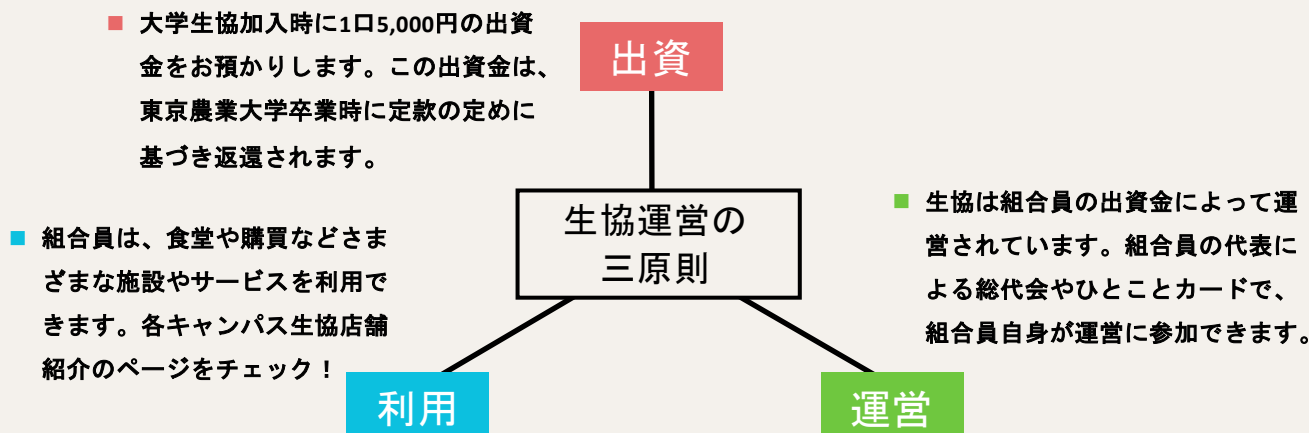 大学生協加入時に1口5,000円の出資
金をお預かりします。この出資金は、
東京農業大学卒業時に定款の定めに
基づき返還されます。
出資
生協運営の
三原則
生協は組合員の出資金によって運
営されています。組合員の代表に
よる総代会やひとことカードで、
組合員自身が運営に参加できます。
組合員は、食堂や購買などさま
ざまな施設やサービスを利用で
きます。各キャンパス生協店舗
紹介のページをチェック！
利用
運営